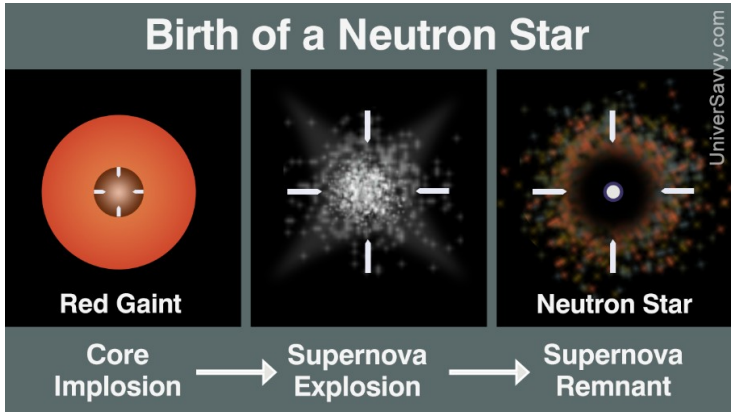 Birth of a Neutron Star
UniverSavvy.com
Red Gaint
Neutron Star
Core
Implosion
Supernova
Explosion
Supernova
Remnant